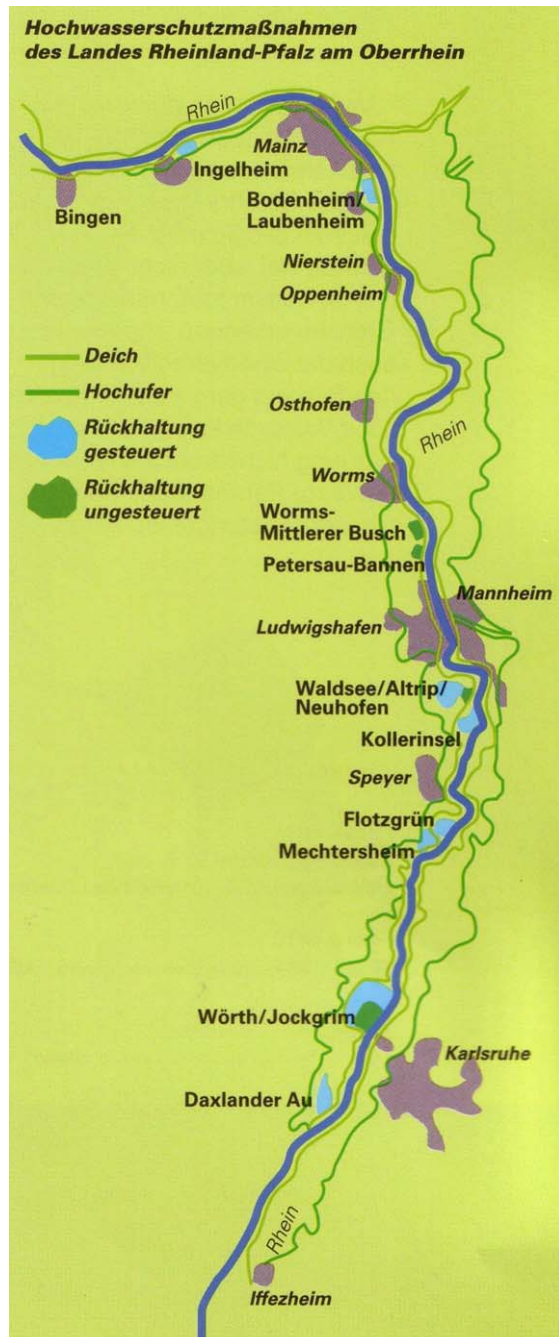 Hochwasserschutzmaßnahmen
des Landes Rheinland-Pfalz am Oberrhein
Rhein
Mainz
Ingelheim
Bingen
Bodenheim/
Laubenheim
Nierstein
Oppenheim
Deich
Hochufer
Rückhaltung
gesteuert
Rückhaltung
ungesteuert
Osthofen
Rhein
Worms
Worms-
Mittlerer Busch
Petersau-Bannen
Mannheim
Ludwigshafen
Waldsee/Altrip/
Neuhofen
Kollerinsel
Speyer
Flotzgrün
Mechtersheim
Wörth/Jockgrim
Karlsruhe
Daxlander Au
Rhein
Iffezheim